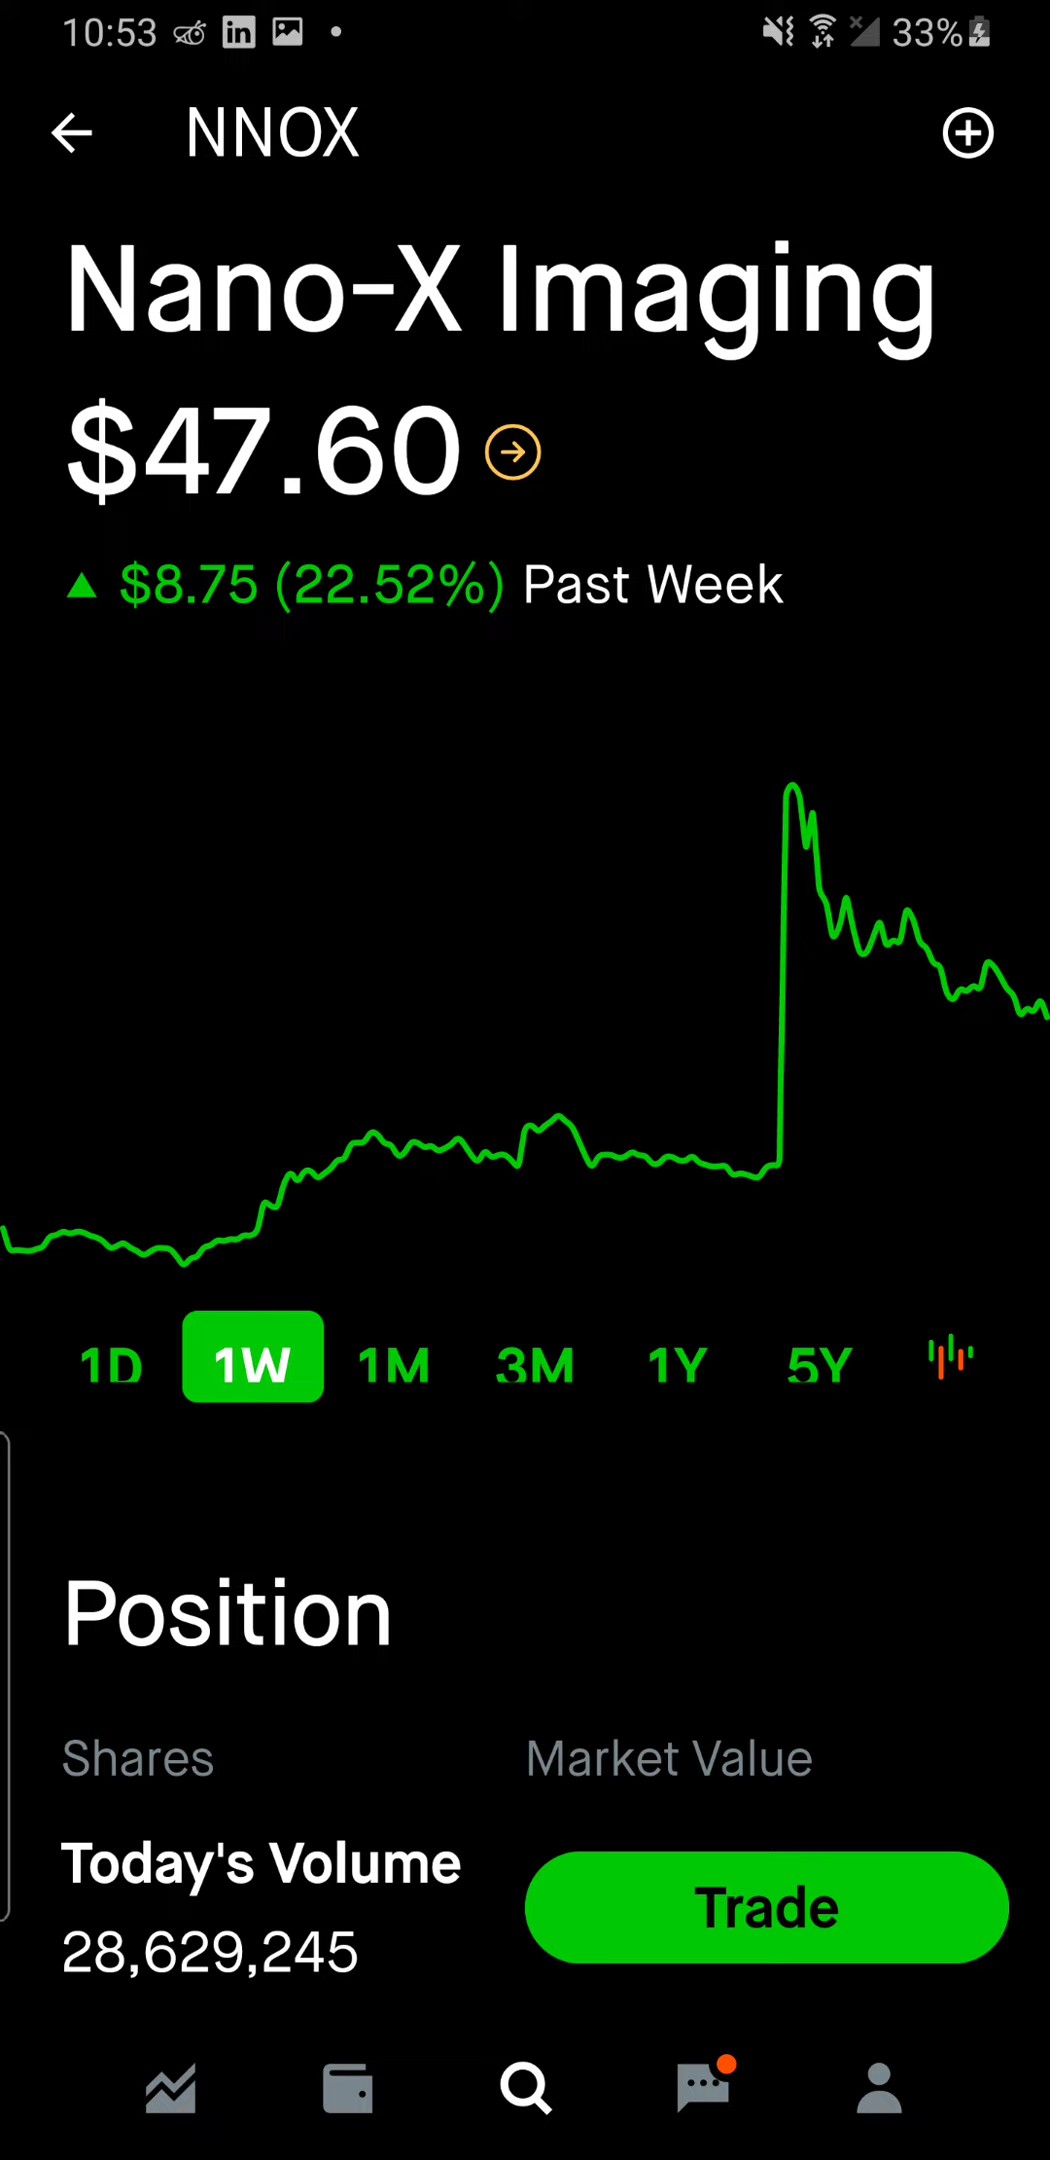 10:53 in 33%
NNOX
Nano-X Imaging
$47.60
▲ $8.75 (22.52%) Past Week
1D 1W 1M 3M 1Y 5Y
Position
Shares Market Value
Today's Volume
Trade
28,629,245